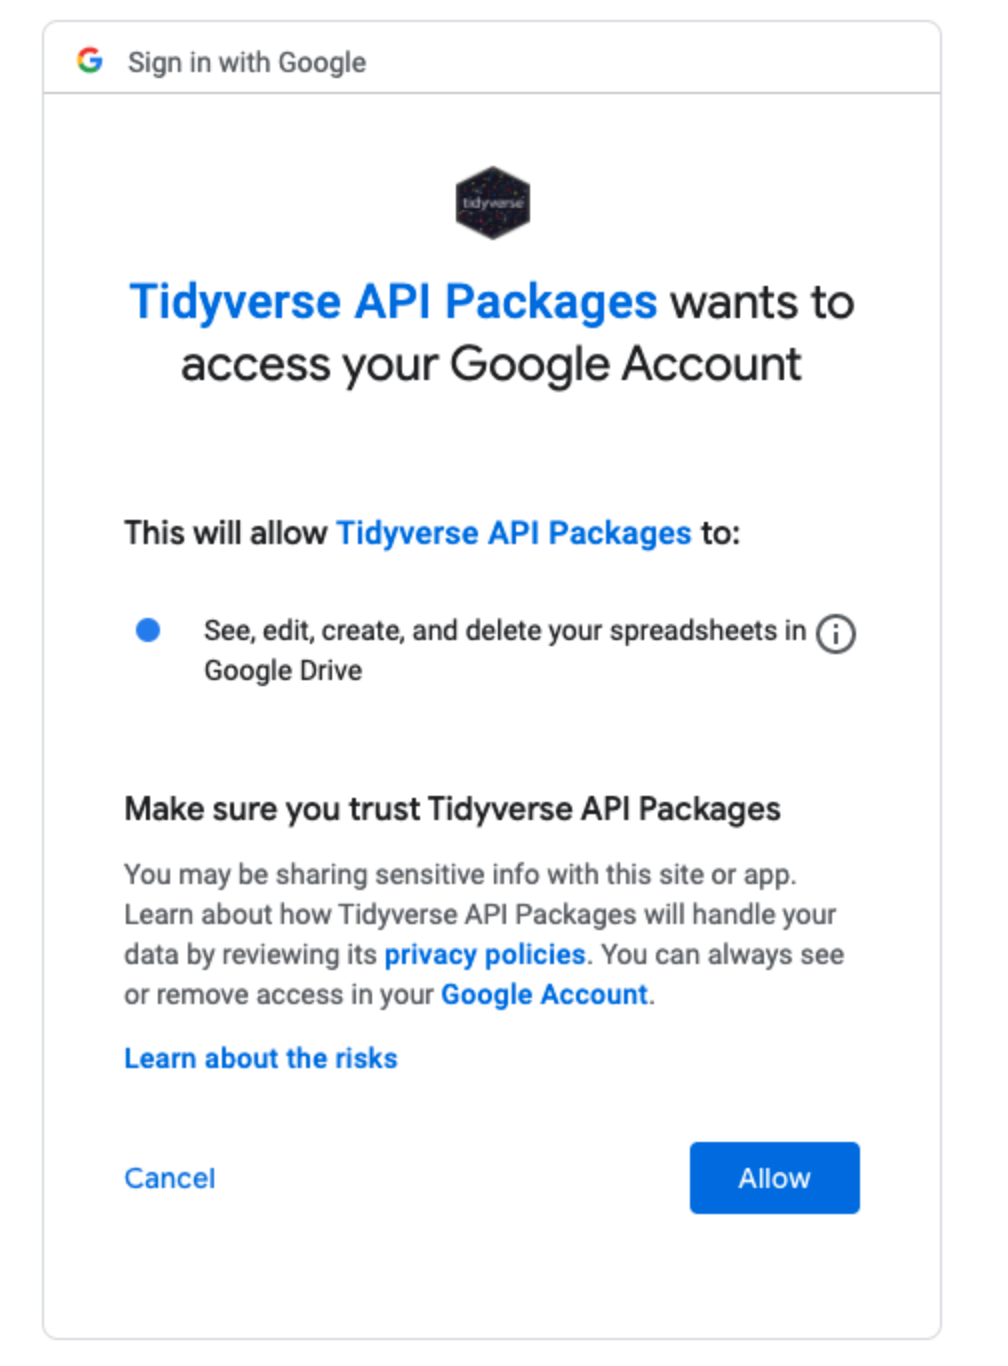 Sign in with Google
tidyverse
Tidyverse API Packages wants to
access your Google Account
This will allow Tidyverse API Packages to:
See, edit, create, and delete your spreadsheets in
Google Drive
Make sure you trust Tidyverse API Packages
You may be sharing sensitive info with this site or app.
Learn about how Tidyverse API Packages will handle your
data by reviewing its privacy policies. You can always see
or remove access in your Google Account.
Learn about the risks
Cancel
Allow